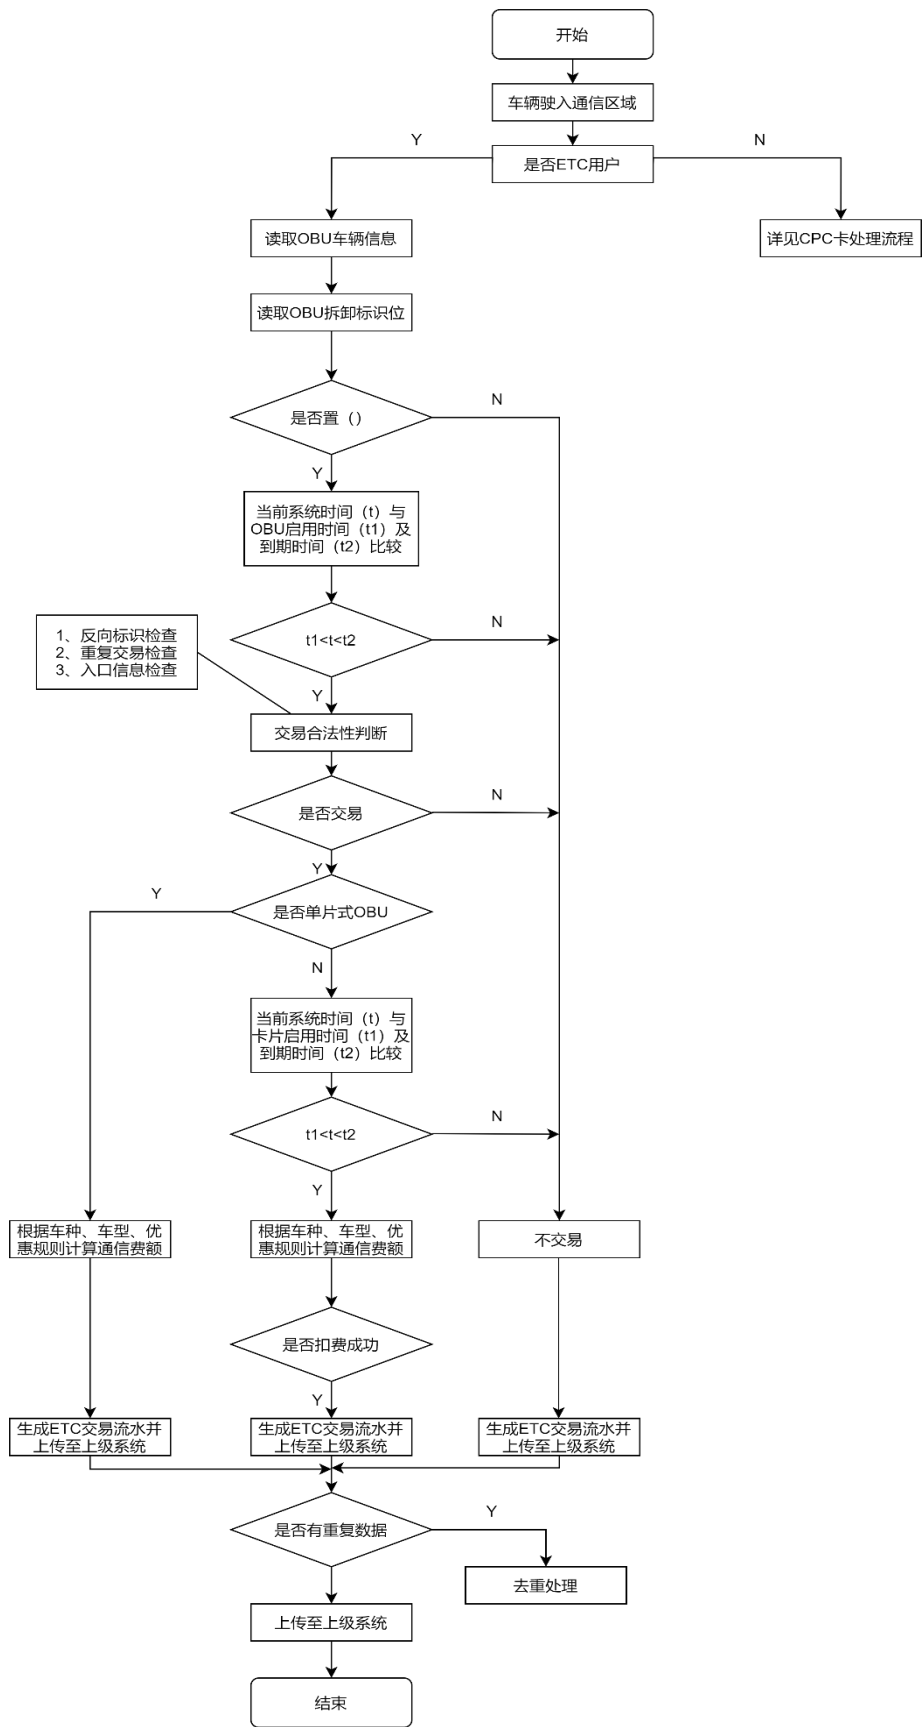 开始
车辆驶入通信区域
Y
N
是否ETC用户
读取OBU车辆信息
详见CPC卡处理流程
读取OBU拆卸标识位
N
是否置（）
Y
当前系统时间（t）与
OBU启用时间（t1）及
到期时间（t2）比较
1、反向标识检查
2、重复交易检查
3、入口信息检查
N
t1<t<t2
Y
交易合法性判断
N
是否交易
Y
Y
是否单片式OBU
N
当前系统时间（t）与
卡片启用时间（t1）及
到期时间（t2）比较
N
t1<t<t2
Y
根据车种、车型、优
惠规则计算通信费额
根据车种、车型、优
惠规则计算通信费额
不交易
是否扣费成功
Y
生成ETC交易流水并
上传至上级系统
生成ETC交易流水并
上传至上级系统
生成ETC交易流水并
上传至上级系统
是否有重复数据
Y
去重处理
上传至上级系统
结束